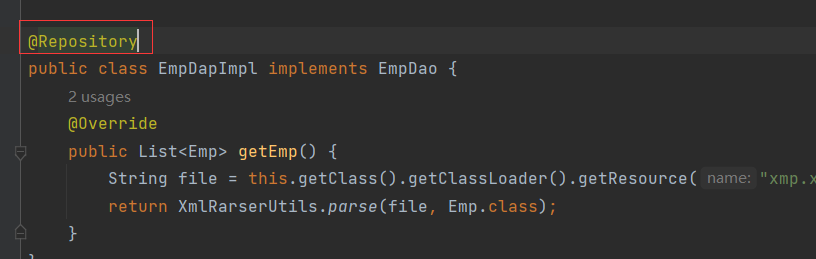 @Repository
public class EmpDapImpl implements EmpDao {
2 usages
@Override
public List<Emp> getEmp() {
String file = this.getClass().getClassLoader().getResource( name: "xmp.x
return XmlRarserUtils.parse(file, Emp.class);
}